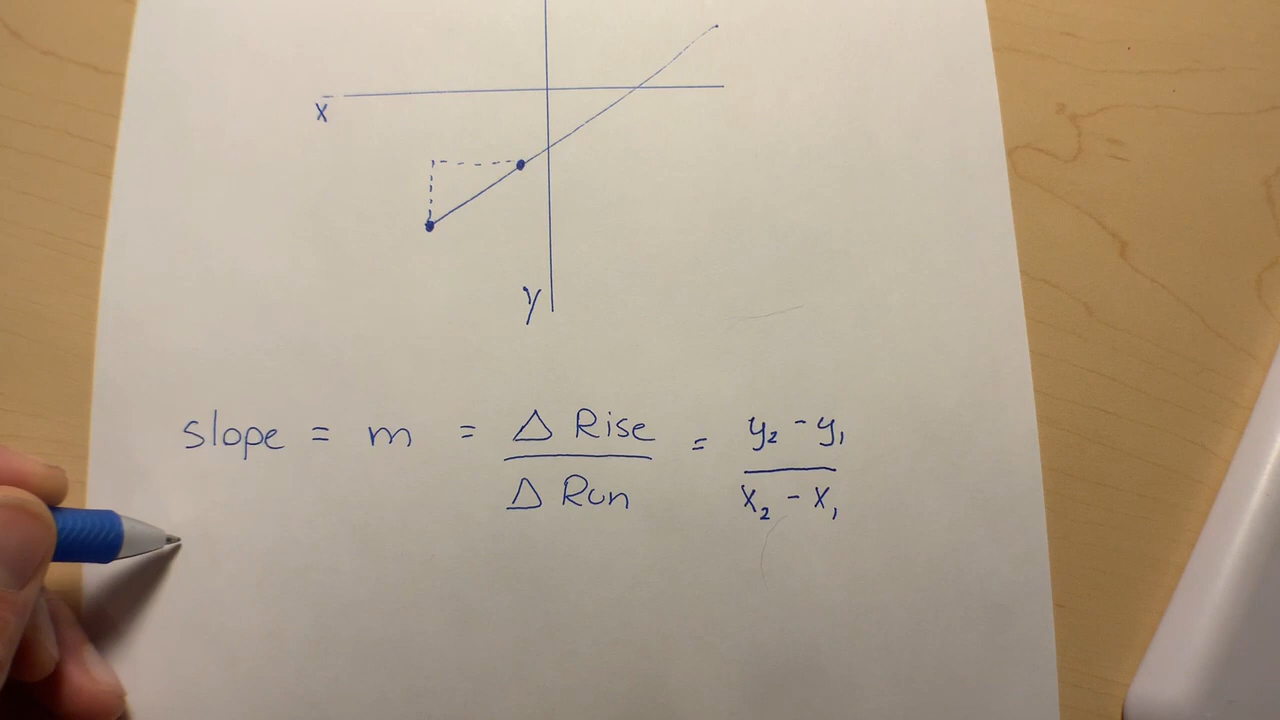 X
y
slope = m = Δ Rise / Δ Run = y₂ - y₁ / x₂ - x₁